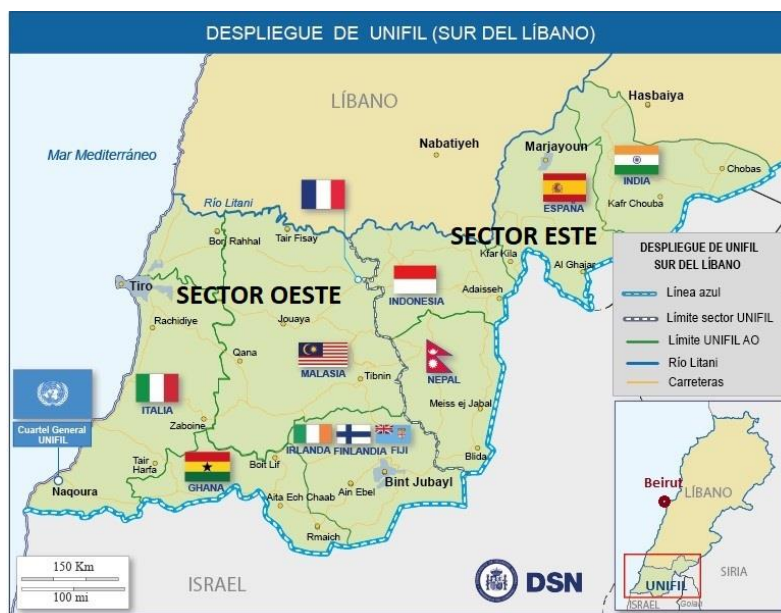 DESPLIEGUE DE UNIFIL (SUR DEL LÍBANO)
LÍBANO
Hasbaiya
Nabatiyeh
Marjayoun
Mar Mediterráneo
INDIA
Chobas
ESPAÑA
Kafr Chouba
Río Litani
Bori Rahhal
Tair Fisay
SECTOR ESTE
Kfar Kila
Al Ghajar
Tiro
SECTOR OESTE
INDONESIA
Adaisseh
Rachidiye
Jouaya
Qana
MALASIA
NEPAL
Tibnin
ITALIA
Meiss ej Jabal
Cuartel General
UNIFIL
Zaboine
IRLANDA
FINLANDIA
FIJI
Blida
Tair
Harfa
Boit Lif
GHANA
Bint Jubayl
Naqoura
Aita Ech Chaab
Ain Ebel
Rmaich
150 Km
100 mi
ISRAEL
DSN
DESPLIEGUE DE UNIFIL
SUR DEL LÍBANO
Línea azul
Límite sector UNIFIL
Límite UNIFIL AO
Río Litani
Carreteras
Beirut
LÍBANO
SIRIA
UNIFIL
ISRAEL
Golan